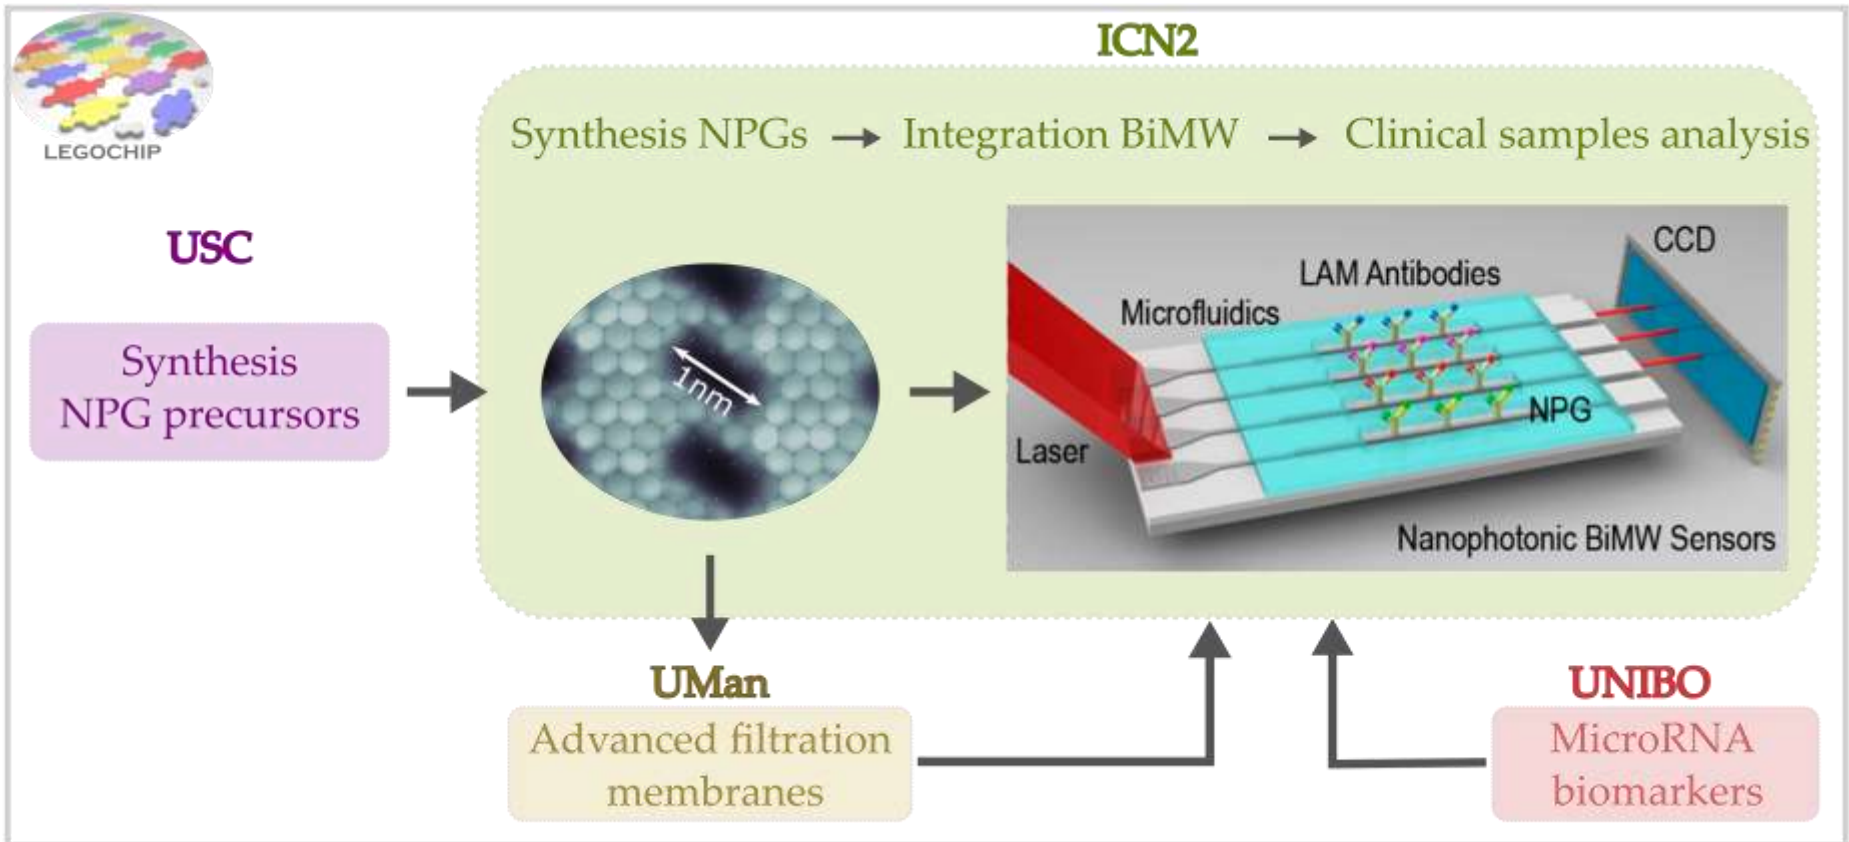 LEGOCHIP
ICN2
Synthesis NPGs → Integration BiMW → Clinical samples analysis
USC
Synthesis
NPG precursors
1nm
CCD
LAM Antibodies
Microfluidics
NPG
Laser
Nanophotonic BiMW Sensors
UMan
Advanced filtration
membranes
UNIBO
MicroRNA
biomarkers